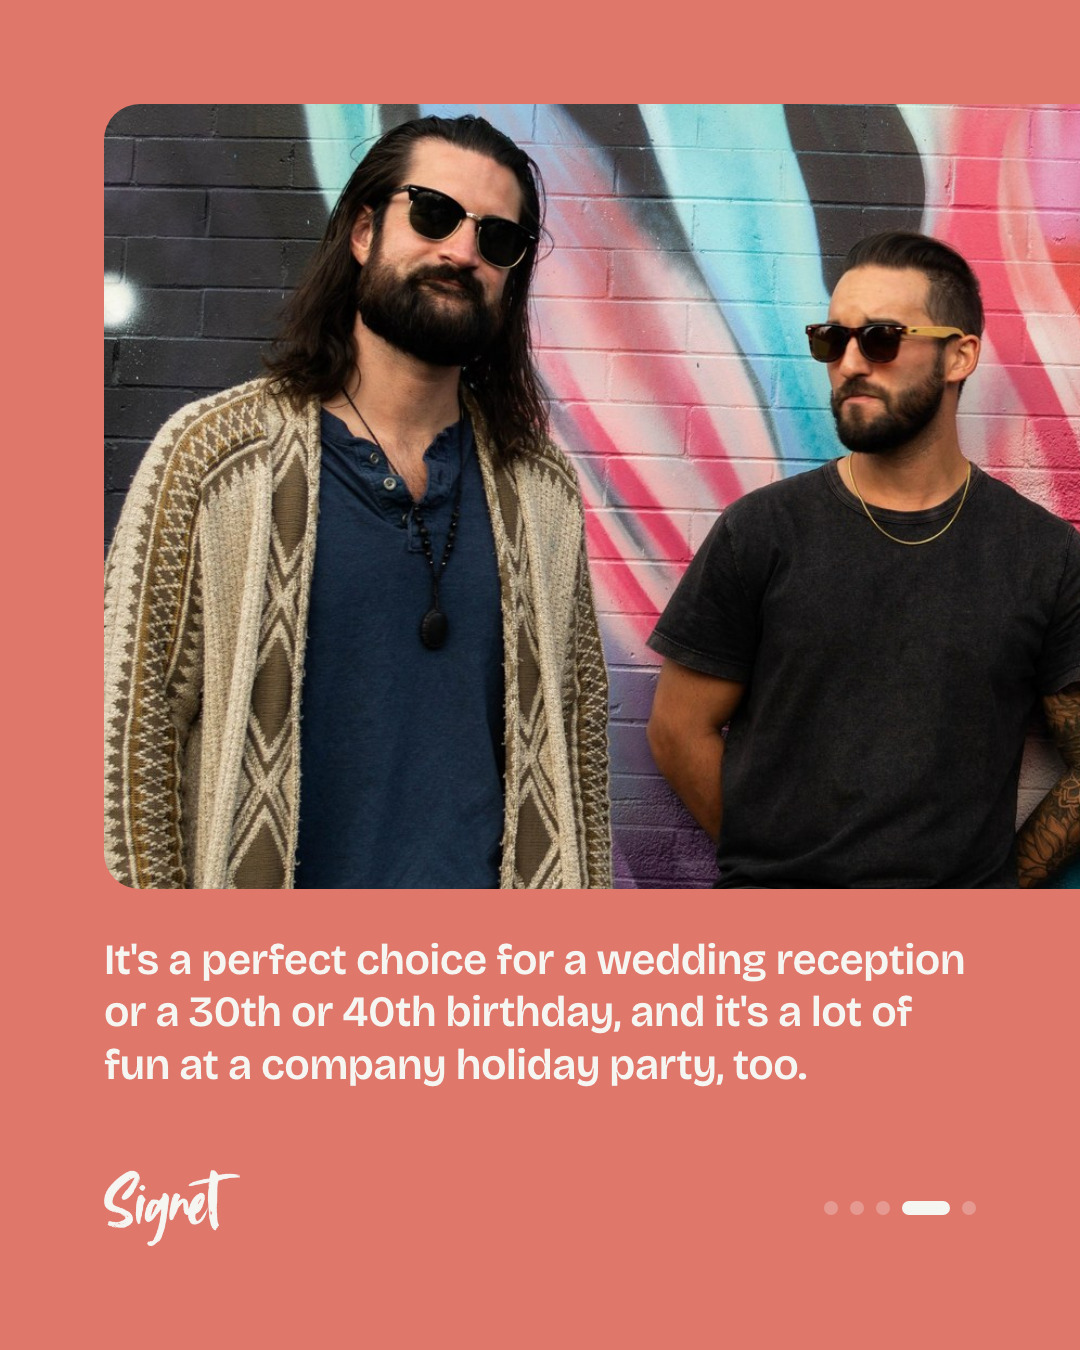 It's a perfect choice for a wedding reception
or a 30th or 40th birthday, and it's a lot of
fun at a company holiday party, too.
Signet